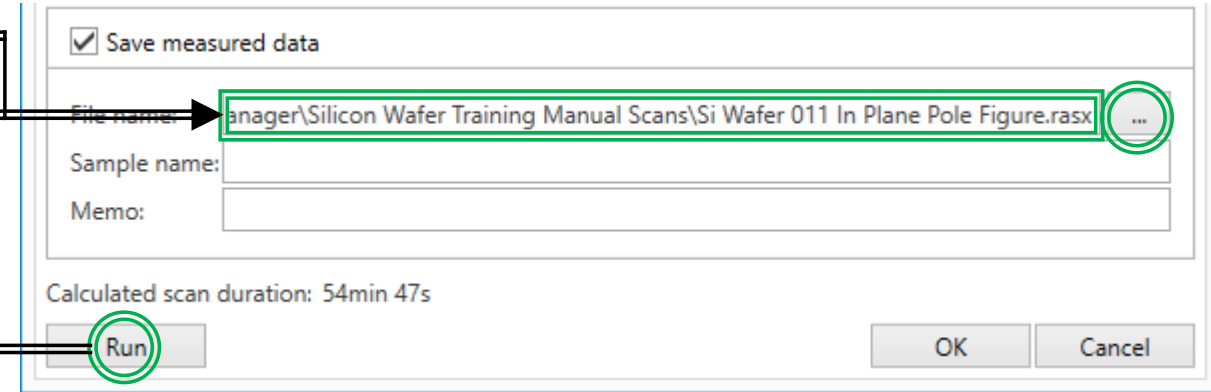 Save measured data
File name: anager\Silicon Wafer Training Manual Scans\Si Wafer 011 In Plane Pole Figure.rasx ...
Sample name:
Memo:
Calculated scan duration: 54min 47s
Run OK Cancel